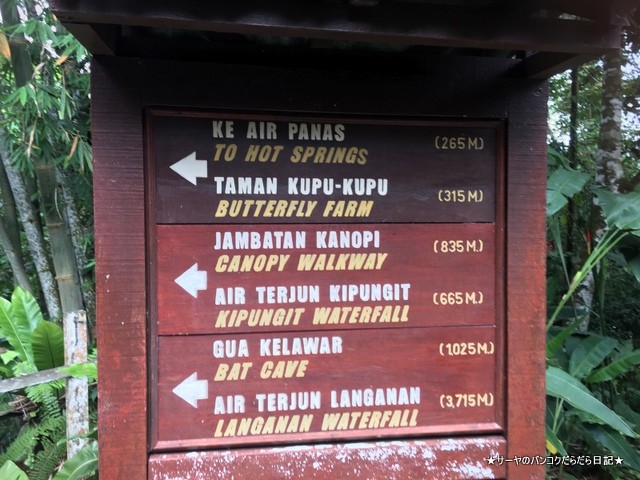 KE AIR PANAS (265 M.)
TO HOT SPRINGS
TAMAN KUPU-KUPU (315 M.)
BUTTERFLY FARM
JAMBATAN KANOPI (835 M.)
CANOPY WALKWAY
AIR TERJUN KIPUNGIT (665 M.)
KIPUNGIT WATERFALL
GUA KELAWAR (1,025 M.)
BAT CAVE
AIR TERJUN LANGANAN (3,715 M.)
LANGANAN WATERFALL
★サーヤのバンコクだらだら日記★